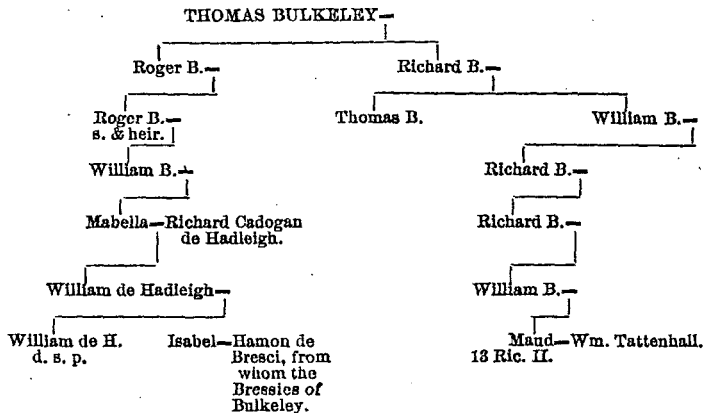 THOMAS BULKELEY
Roger B.
Richard B.
Roger B.
s. & heir.
Thomas B.
William B.
William B.
Richard B.
Mabella
Richard Cadogan
de Hadleigh.
Richard B.
William de Hadleigh
William B.
William de H.
d. s. p.
Isabel
Hamon de
Bresci, from
whom the
Bressies of
Bulkeley.
Maud
13 Ric. II.
Wm. Tattenhall.